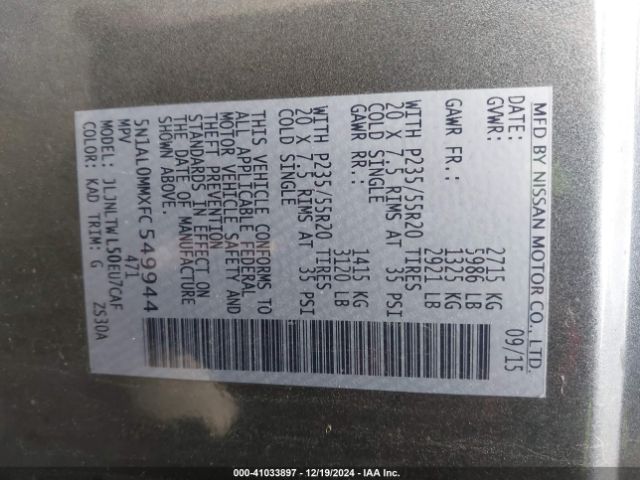 MFD BY NISSAN MOTOR CO., LTD.
DATE: 09/15
GVWR: 2715 KG
5986 LB
GAWR FR.: 1325 KG
2921 LB
WITH P235/55R20 TIRES
20 X 7.5 RIMS AT 35 PSI
COLD SINGLE
GAWR RR.: 1415 KG
3120 LB
WITH P235/55R20 TIRES
20 X 7.5 RIMS AT 35 PSI
COLD SINGLE
THIS VEHICLE CONFORMS TO
ALL APPLICABLE FEDERAL
MOTOR VEHICLE SAFETY AND
THEFT PREVENTION
STANDARDS IN EFFECT ON
THE DATE OF MANUFACTURE
SHOWN ABOVE.
5N1AL0MMXFC549944
MPV 471
JLJNLTWL50EU7CAF
COLOR: KAD TRIM: G ZS30A
000-41033897 - 12/19/2024 - IAA Inc.